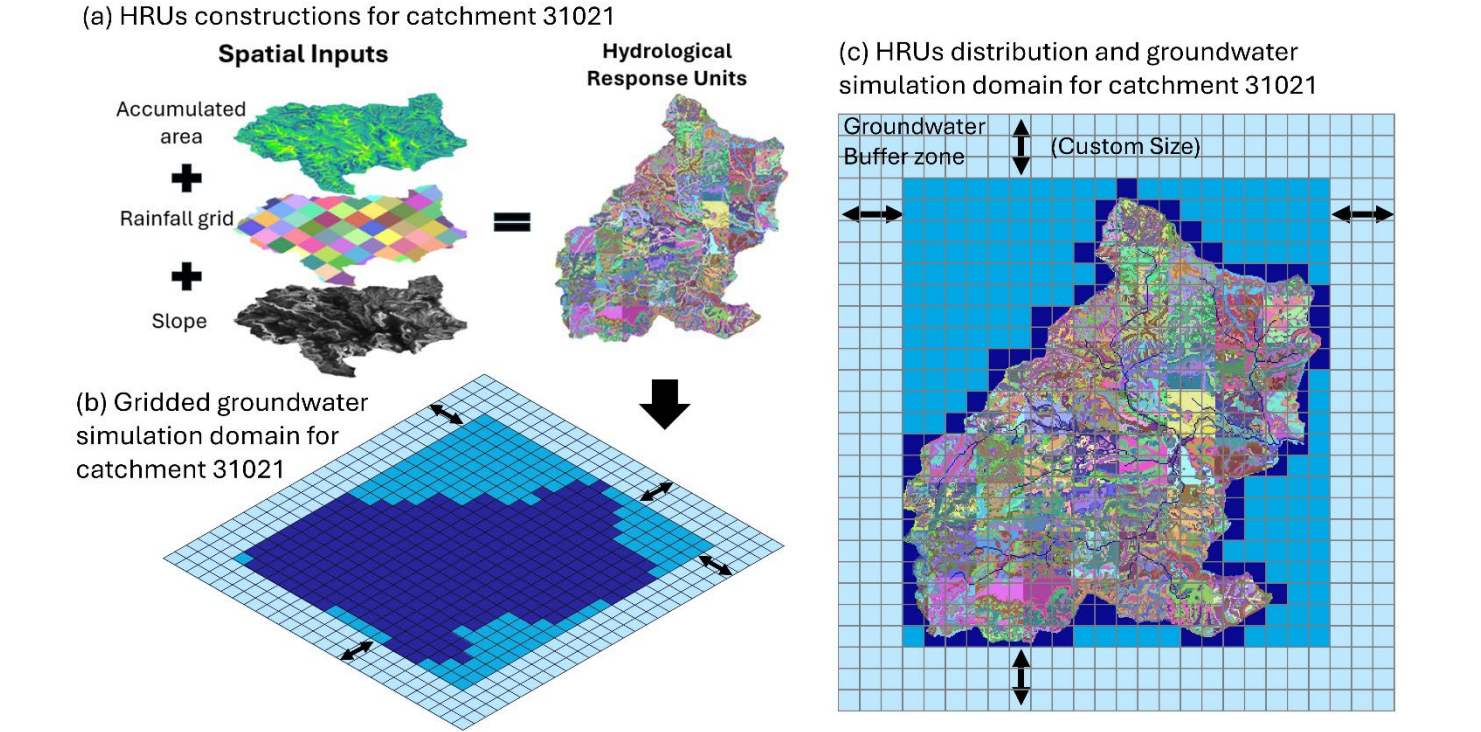 (a) HRUs constructions for catchment 31021
Spatial Inputs
Accumulated
area
Rainfall grid
Slope
Hydrological
Response Units
(b) Gridded groundwater
simulation domain for
catchment 31021
(c) HRUs distribution and groundwater
simulation domain for catchment 31021
Groundwater
Buffer zone
(Custom Size)